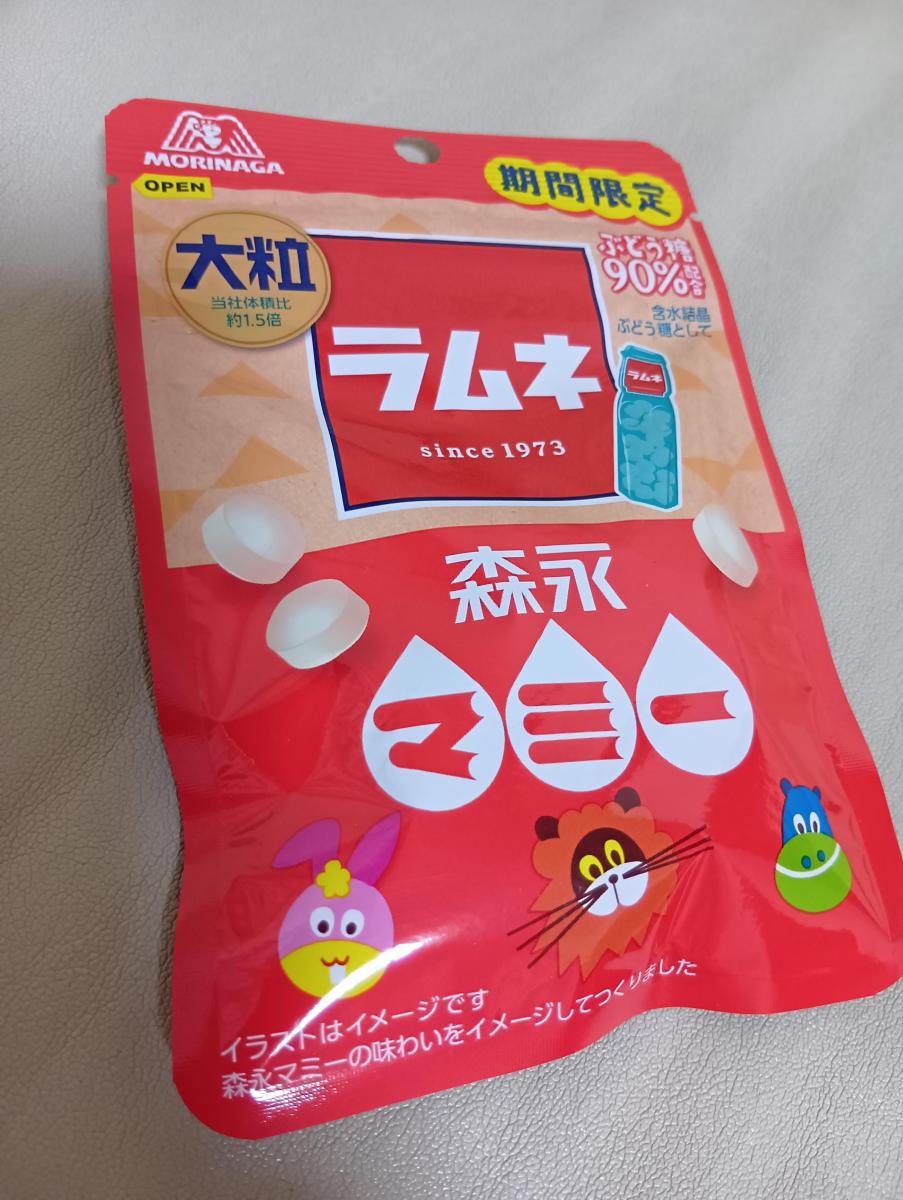 MORINAGA
OPEN
期間限定
大粒
当社体積比
約1.5倍
ぶどう糖
90%配合
含水結晶
ぶどう糖として
ラムネ
since 1973
ラムネ
森永
マミー
イラストはイメージです
森永マミーの味わいをイメージしてつくりました